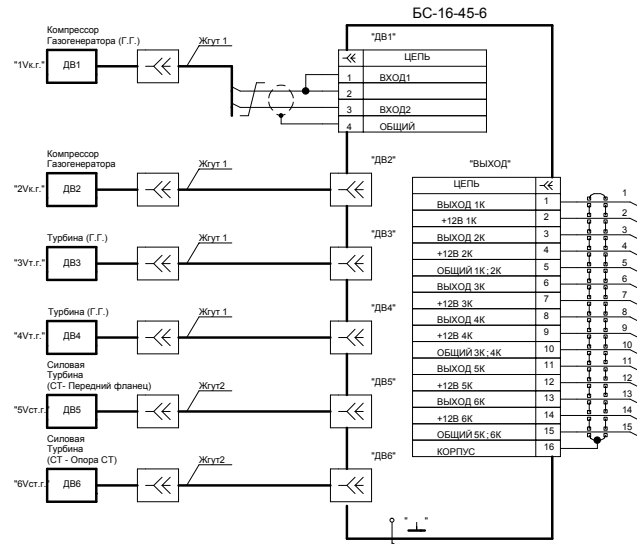 БС-16-45-6
Компрессор
Газогенератора (Г.Г.)
"1Vк.г."
ДВ1
Жгут 1
"ДВ1"
ЦЕПЬ
1 ВХОД1
2
3 ВХОД2
4 ОБЩИЙ
Компрессор
Газогенератора
"2Vк.г."
ДВ2
Жгут 1
"ДВ2"
Турбина (Г.Г.)
"3Vт.г."
ДВ3
Жгут 1
"ДВ3"
Турбина (Г.Г.)
"4Vт.г."
ДВ4
Жгут 1
"ДВ4"
Силовая
Турбина
(СТ- Передний фланец)
"5Vст.г."
ДВ5
Жгут2
"ДВ5"
Силовая
Турбина
(СТ - Опора СТ)
"6Vст.г."
ДВ6
Жгут2
"ДВ6"
"ВЫХОД"
ЦЕПЬ
ВЫХОД 1К 1 1
+12В 1К 2 2
ВЫХОД 2К 3 3
+12В 2К 4 4
ОБЩИЙ 1К ; 2К 5 5
ВЫХОД 3К 6 6
+12В 3К 7 7
ВЫХОД 4К 8 8
+12В 4К 9 9
ОБЩИЙ 3К ; 4К 10 10
ВЫХОД 5К 11 11
+12В 5К 12 12
ВЫХОД 6К 13 13
+12В 6К 14 14
ОБЩИЙ 5К ; 6К 15 15
КОРПУС 16